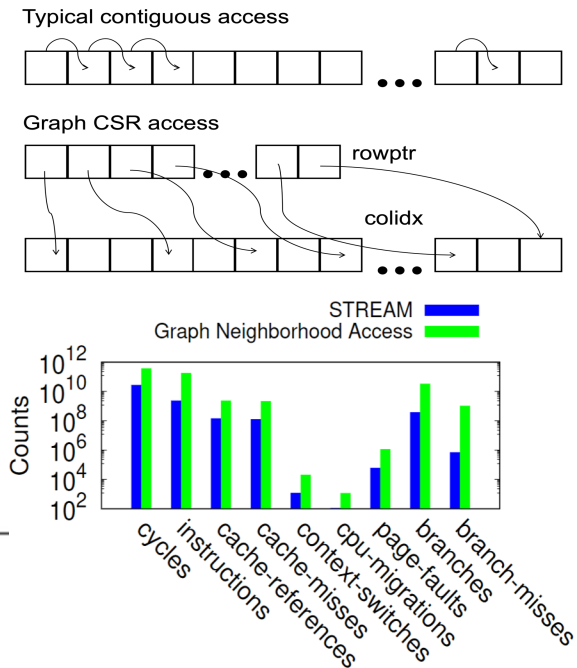 Typical contiguous access
Graph CSR access
rowptr
colidx
STREAM
Graph Neighborhood Access
Counts
10^12
10^10
10^8
10^6
10^4
10^2
cycles
instructions
cache-references
cache-misses
context-switches
cpu-migrations
page-faults
branches
branch-misses